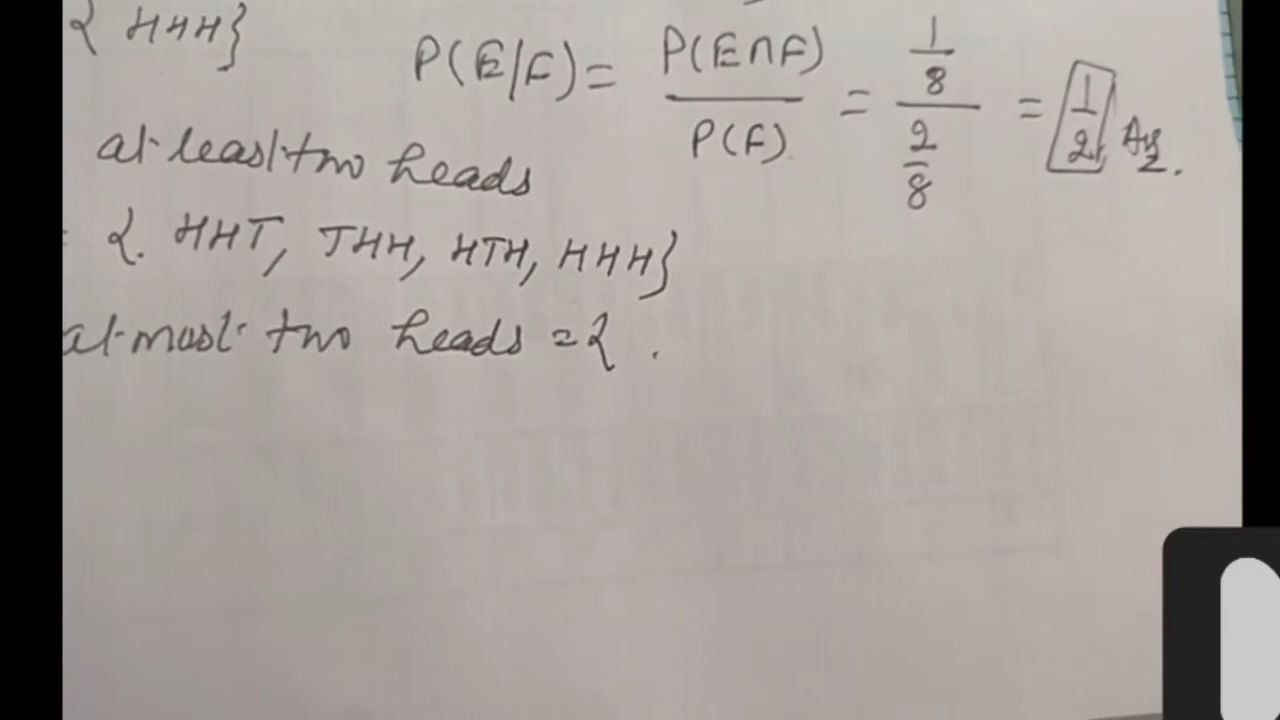 { HHH}
P(E/F) = P(E∩F) / P(F) = 1/8 / 2/8 = 1/2 Ans.
at least two heads
= {. HHT, THH, HTH, HHH}
at most two heads = { .